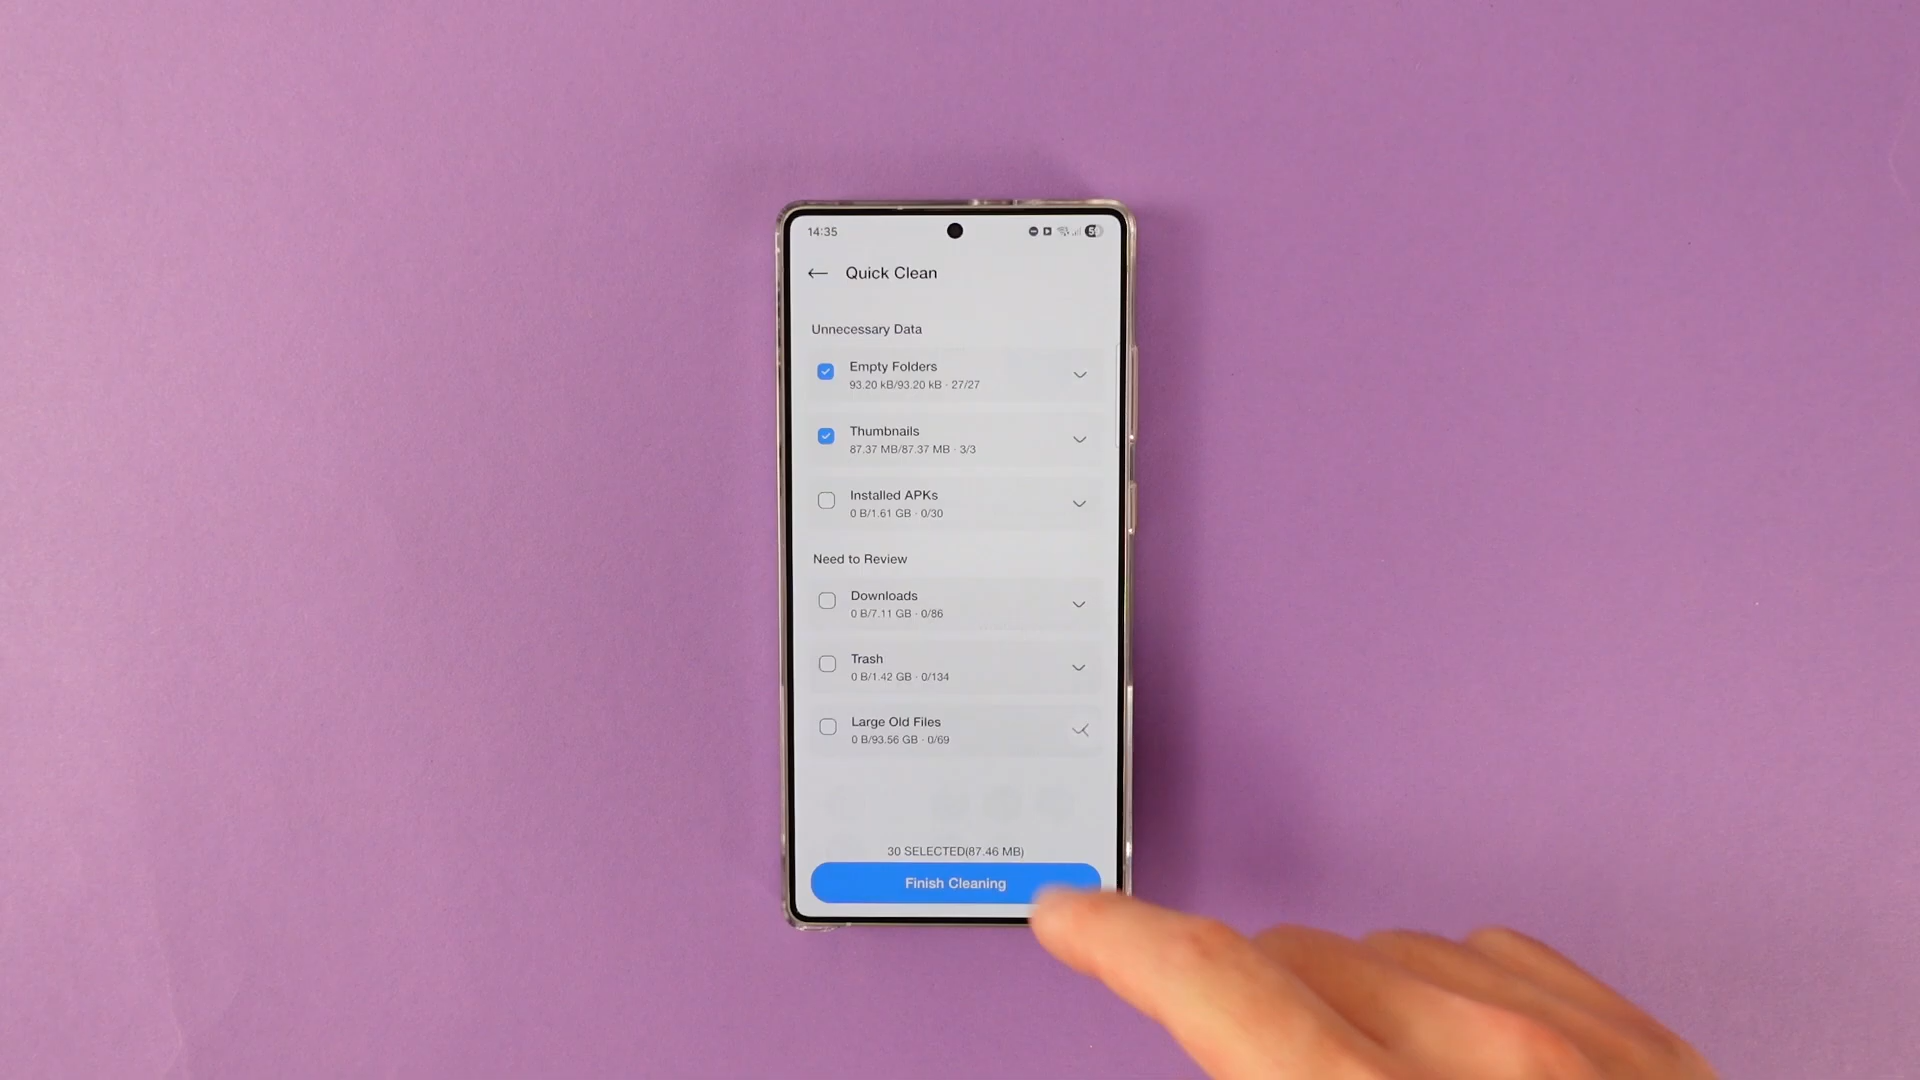 14:35
Quick Clean
Unnecessary Data
Empty Folders
93.20 kB/93.20 kB · 27/27
Thumbnails
87.37 MB/87.37 MB · 3/3
Installed APKs
0 B/1.61 GB · 0/30
Need to Review
Downloads
0 B/7.11 GB · 0/86
Trash
0 B/1.42 GB · 0/134
Large Old Files
0 B/93.56 GB · 0/69
30 SELECTED(87.46 MB)
Finish Cleaning